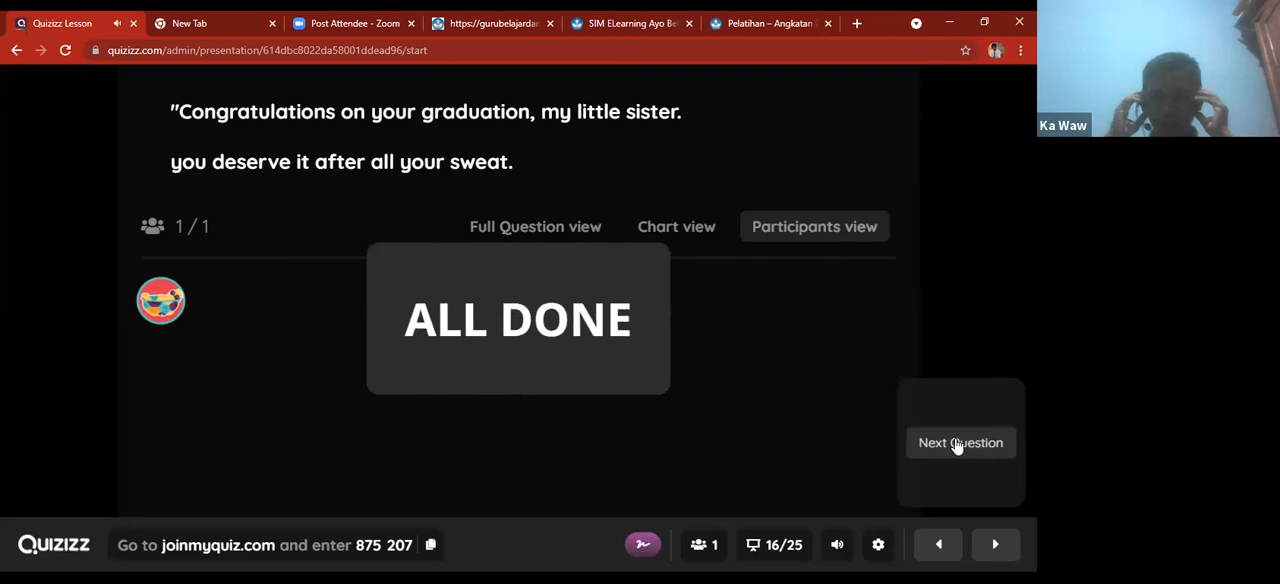 Quizizz Lesson
New Tab
Post Attendee - Zoom
https://gurubelajardan
SIM ELearning Ayo Be
Pelatihan – Angkatan
quizizz.com/admin/presentation/614dbc8022da58001ddead96/start
"Congratulations on your graduation, my little sister.
you deserve it after all your sweat.
1 / 1
Full Question view
Chart view
Participants view
ALL DONE
Next Question
Quizizz
Go to joinmyquiz.com and enter 875 207
1
16/25
Ka Waw